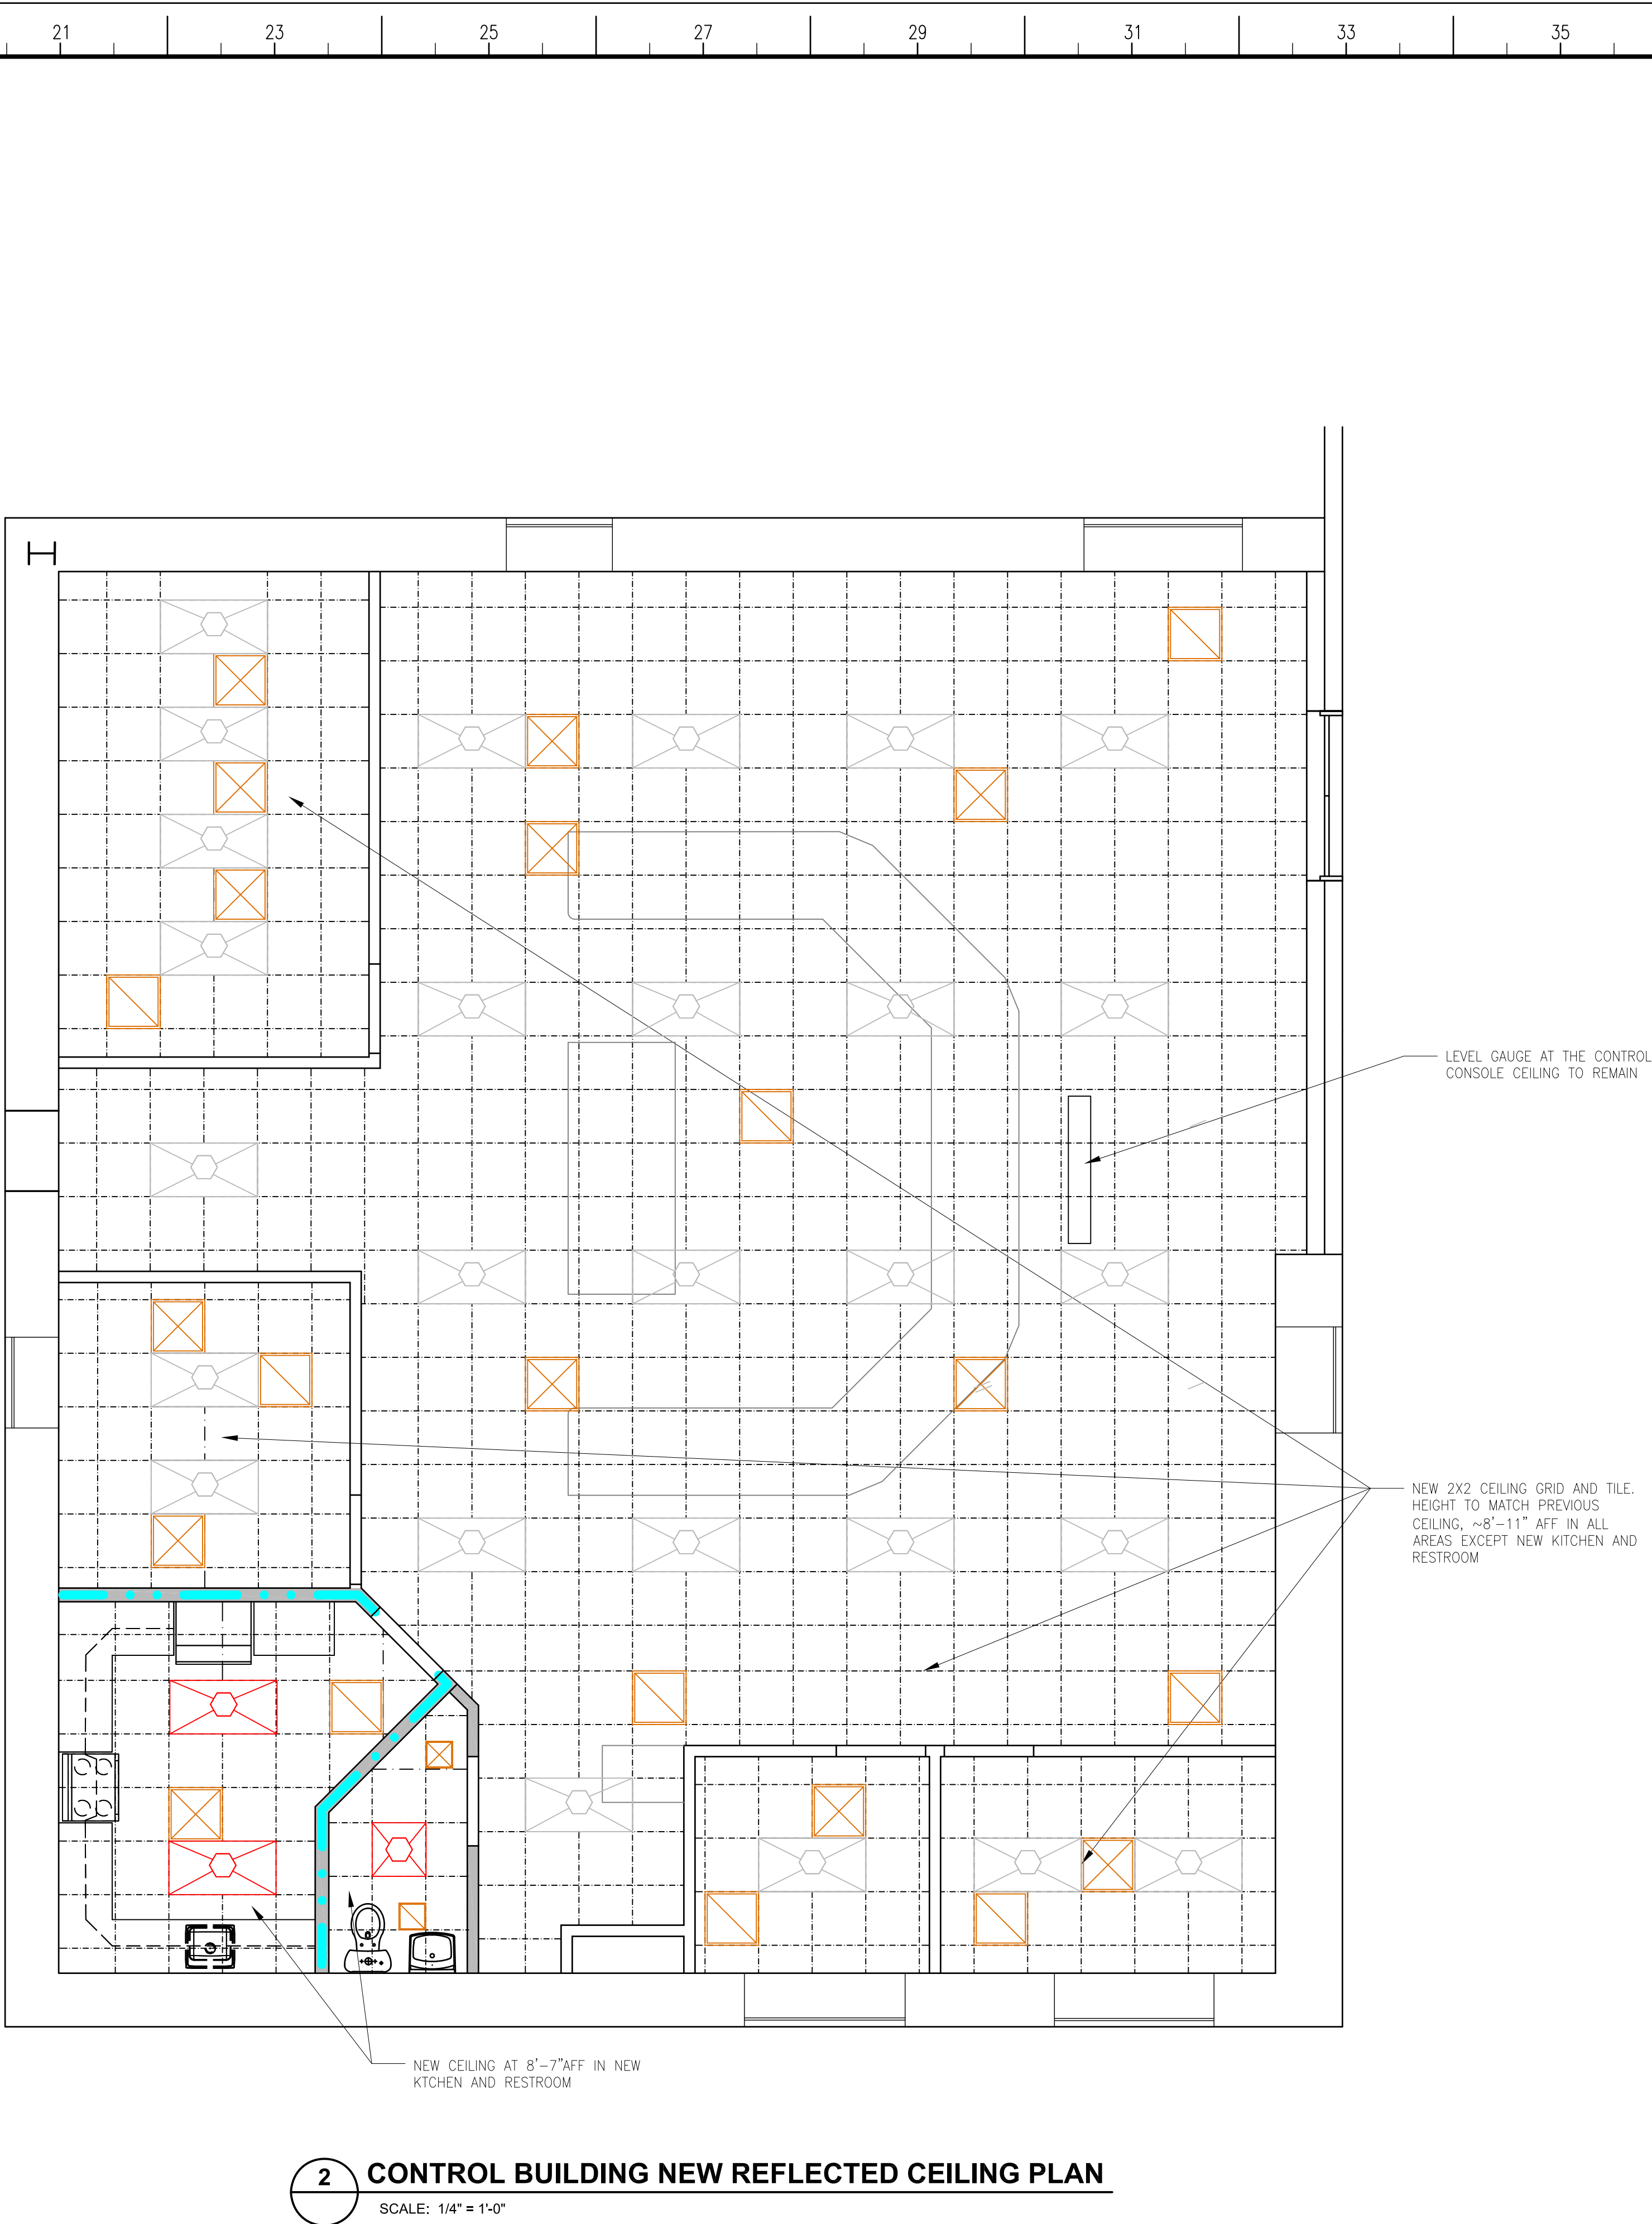 21 23 25 27 29 31 33 35
LEVEL GAUGE AT THE CONTROL
CONSOLE CEILING TO REMAIN
NEW 2X2 CEILING GRID AND TILE.
HEIGHT TO MATCH PREVIOUS
CEILING, ~8'-11" AFF IN ALL
AREAS EXCEPT NEW KITCHEN AND
RESTROOM
NEW CEILING AT 8'-7"AFF IN NEW
KTCHEN AND RESTROOM
2 CONTROL BUILDING NEW REFLECTED CEILING PLAN
SCALE: 1/4" = 1'-0"